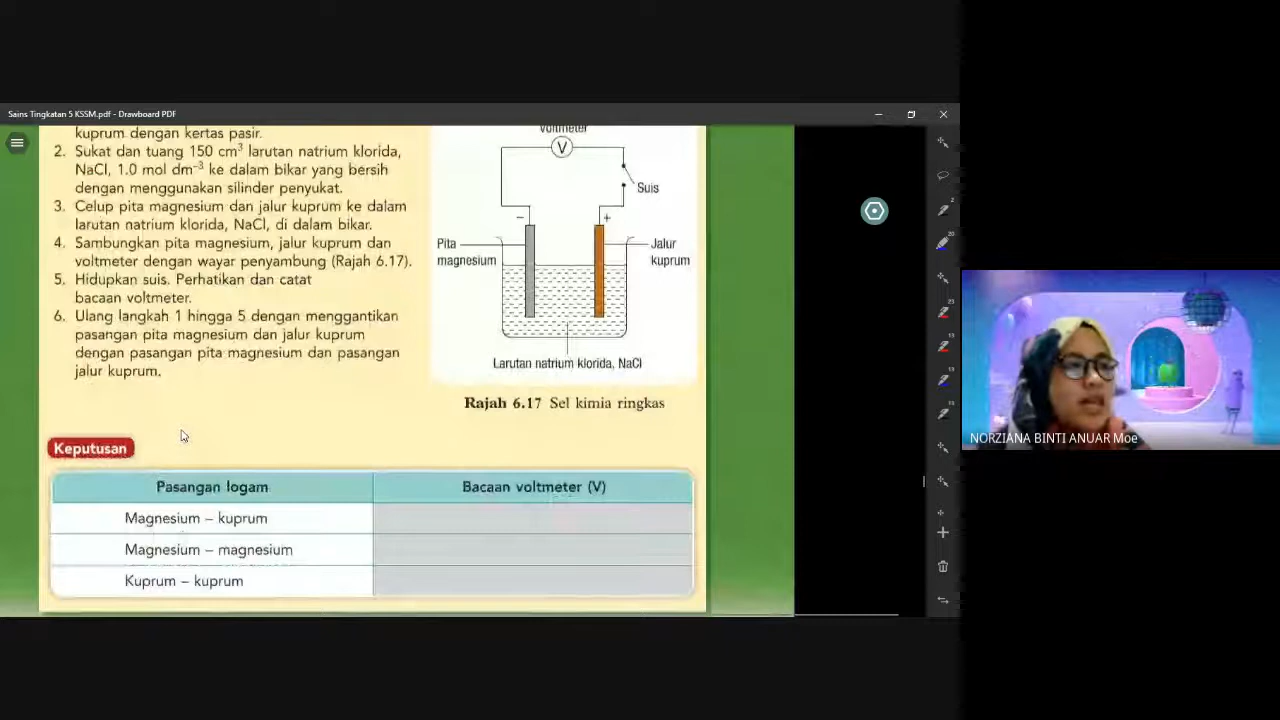 Sains Tingkatan 5 KSSM.pdf - Drawboard PDF
kuprum dengan kertas pasir.
2. Sukat dan tuang 150 cm³ larutan natrium klorida,
NaCl, 1.0 mol dm⁻³ ke dalam bikar yang bersih
dengan menggunakan silinder penyukat.
3. Celup pita magnesium dan jalur kuprum ke dalam
larutan natrium klorida, NaCl, di dalam bikar.
4. Sambungkan pita magnesium, jalur kuprum dan
voltmeter dengan wayar penyambung (Rajah 6.17).
5. Hidupkan suis. Perhatikan dan catat
bacaan voltmeter.
6. Ulang langkah 1 hingga 5 dengan menggantikan
pasangan pita magnesium dan jalur kuprum
dengan pasangan pita magnesium dan pasangan
jalur kuprum.
voltmeter
V
Suis
−
+
Pita
magnesium
Jalur
kuprum
Larutan natrium klorida, NaCl
Rajah 6.17 Sel kimia ringkas
Keputusan
Pasangan logam
Bacaan voltmeter (V)
Magnesium – kuprum
Magnesium – magnesium
Kuprum – kuprum
NORZIANA BINTI ANUAR Moe